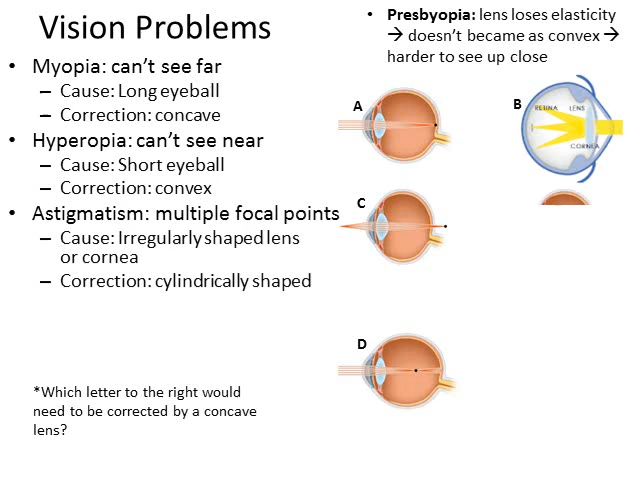 Vision Problems
• Myopia: can't see far
– Cause: Long eyeball
– Correction: concave
• Hyperopia: can't see near
– Cause: Short eyeball
– Correction: convex
• Astigmatism: multiple focal points
– Cause: Irregularly shaped lens
or cornea
– Correction: cylindrically shaped
*Which letter to the right would
need to be corrected by a concave
lens?
• Presbyopia: lens loses elasticity
→ doesn't became as convex →
harder to see up close
A
B
RETINA LENS
CORNEA
C
D